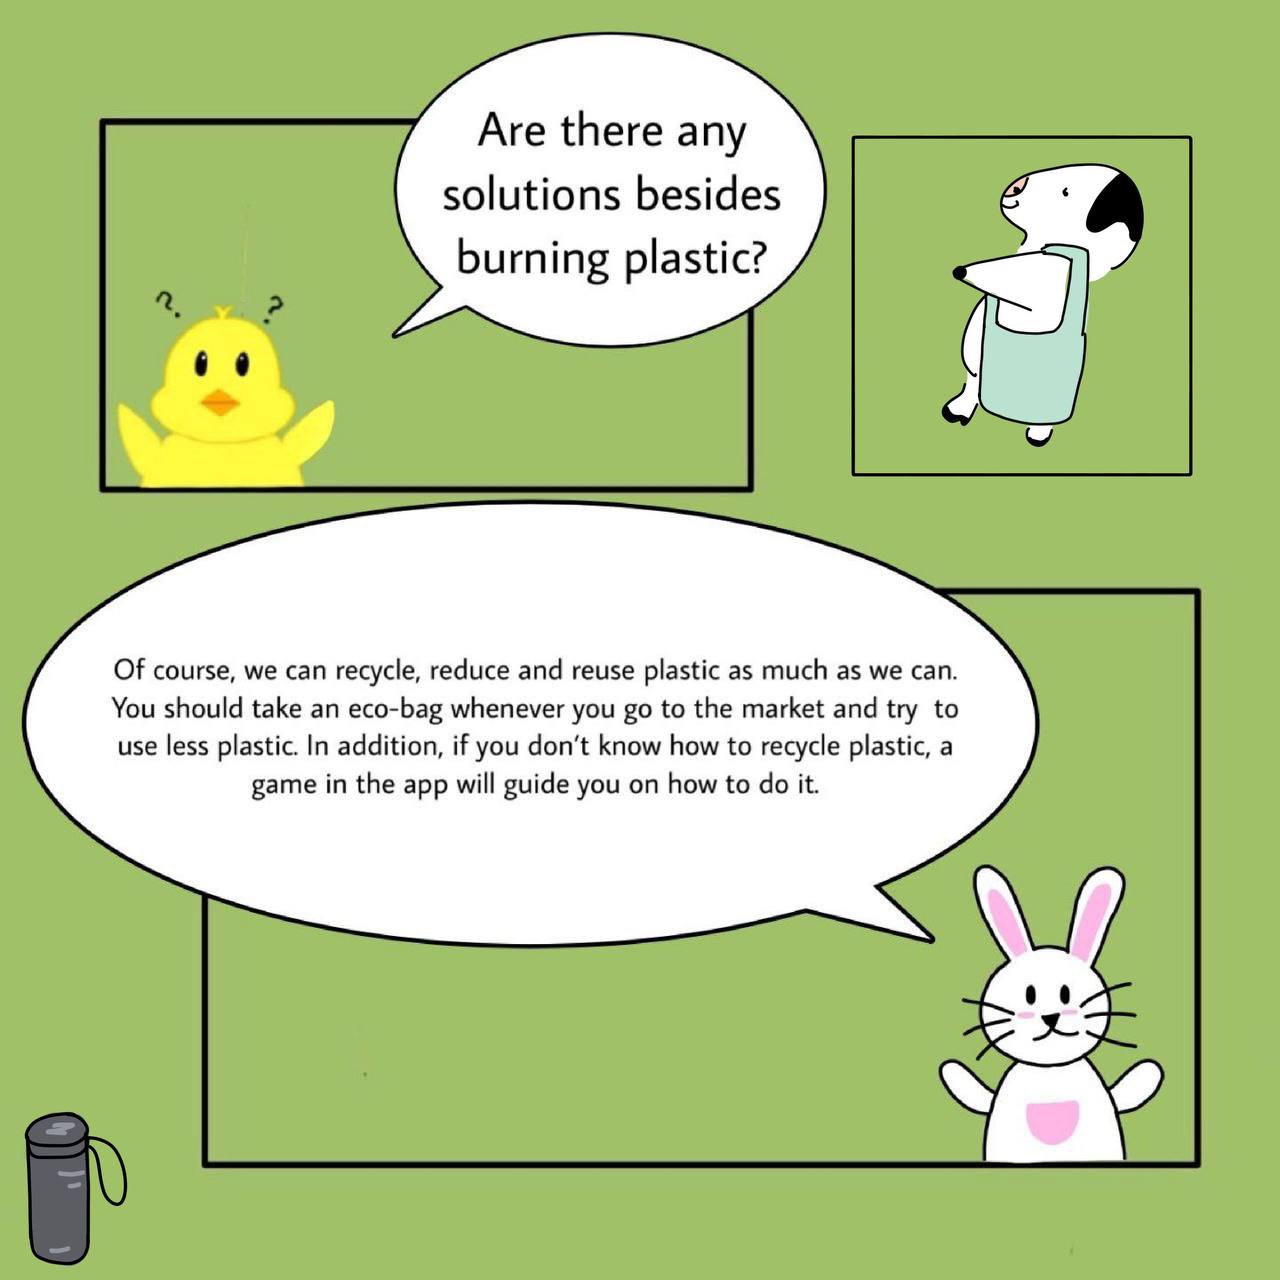 Are there any
solutions besides
burning plastic?
? ?
Of course, we can recycle, reduce and reuse plastic as much as we can.
You should take an eco-bag whenever you go to the market and try  to
use less plastic. In addition, if you don't know how to recycle plastic, a
game in the app will guide you on how to do it.